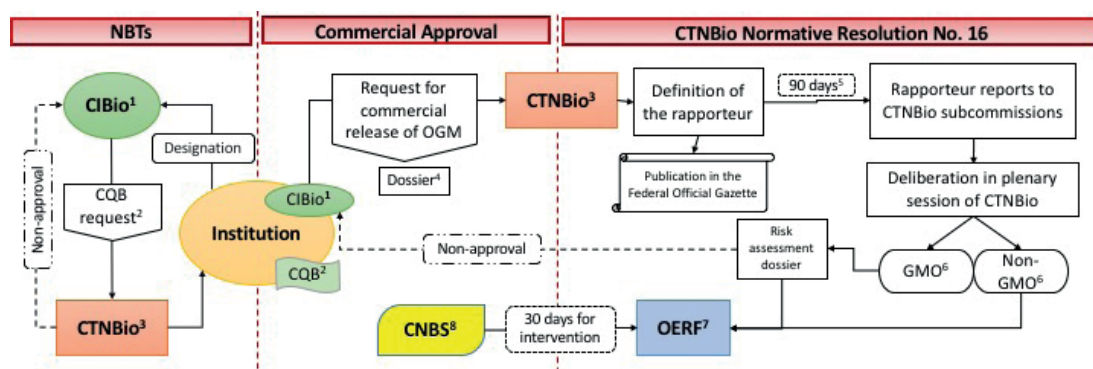 NBTs
Commercial Approval
CTNBio Normative Resolution No. 16
CIBio¹
Designation
Non-approval
CQB
request²
CTNBio³
Institution
CIBio¹
CQB²
Request for
commercial
release of OGM
Dossier⁴
CTNBio³
Definition of
the rapporteur
Publication in the
Federal Official Gazette
90 days⁵
Rapporteur reports to
CTNBio subcommissions
Deliberation in plenary
session of CTNBio
GMO⁶
Non-
GMO⁶
Risk
assessment
dossier
Non-approval
CNBS⁸
30 days for
intervention
OERF⁷